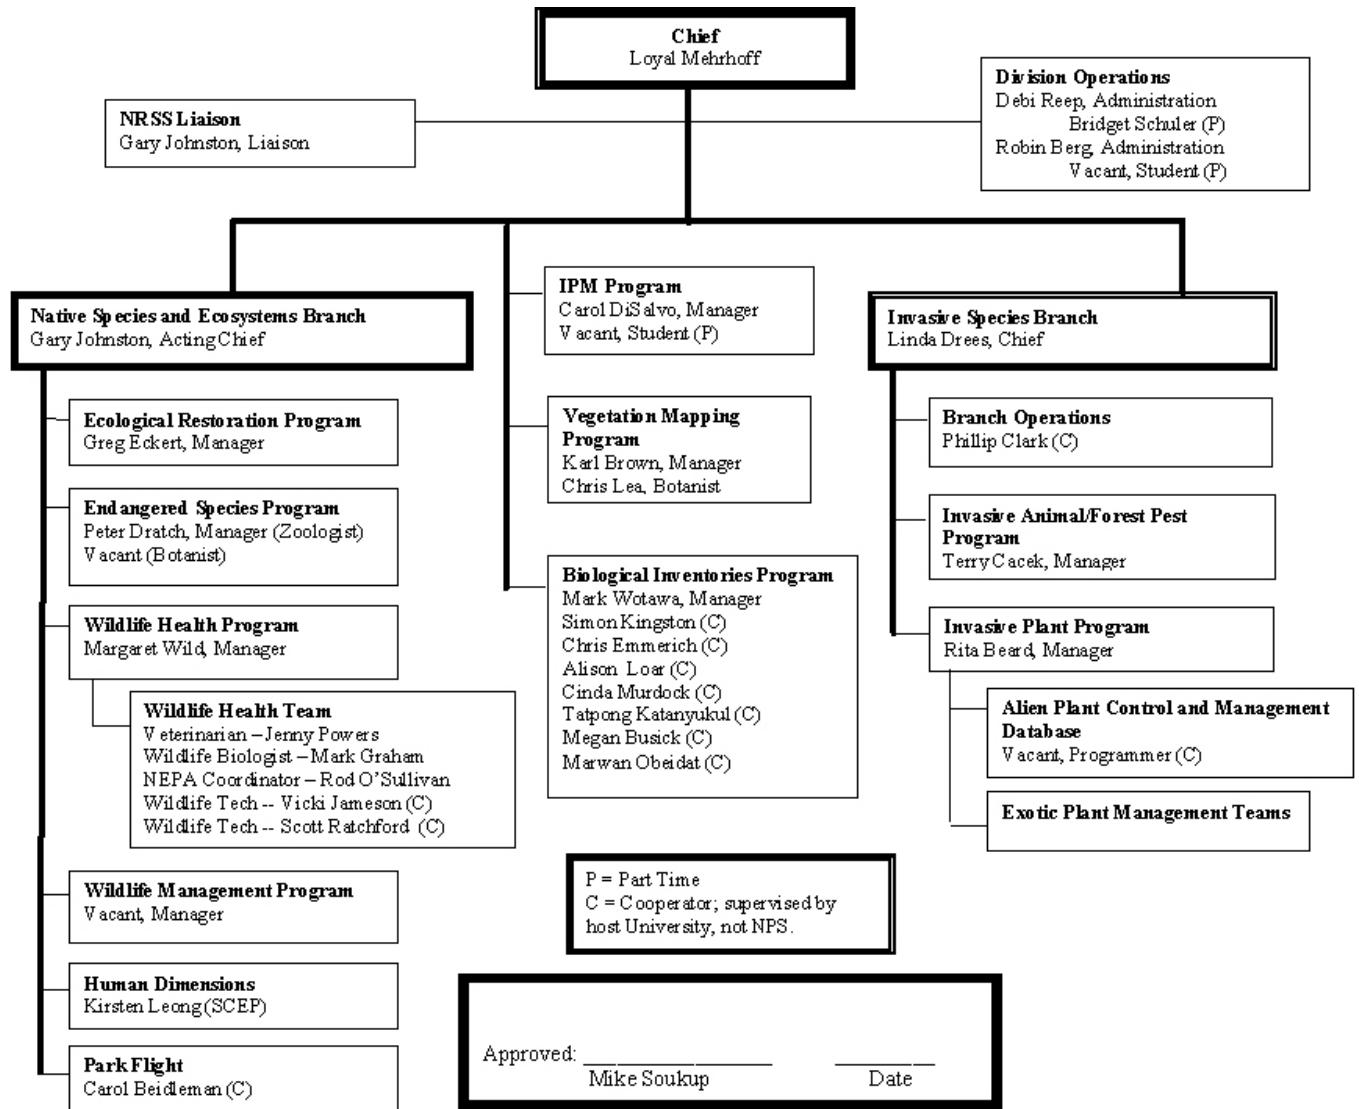 Chief
Loyal Mehrhoff
NRSS Liaison
Gary Johnston, Liaison
Division Operations
Debi Reep, Administration
Bridget Schuler (P)
Robin Berg, Administration
Vacant, Student (P)
Native Species and Ecosystems Branch
Gary Johnston, Acting Chief
Ecological Restoration Program
Greg Eckert, Manager
Endangered Species Program
Peter Dratch, Manager (Zoologist)
Vacant (Botanist)
Wildlife Health Program
Margaret Wild, Manager
Wildlife Health Team
Veterinarian – Jenny Powers
Wildlife Biologist – Mark Graham
NEPA Coordinator – Rod O'Sullivan
Wildlife Tech -- Vicki Jameson (C)
Wildlife Tech -- Scott Ratchford (C)
Wildlife Management Program
Vacant, Manager
Human Dimensions
Kirsten Leong (SCEP)
Park Flight
Carol Beidleman (C)
IPM Program
Carol DiSalvo, Manager
Vacant, Student (P)
Vegetation Mapping
Program
Karl Brown, Manager
Chris Lea, Botanist
Biological Inventories Program
Mark Wotawa, Manager
Simon Kingston (C)
Chris Emmerich (C)
Alison Loar (C)
Cinda Murdock (C)
Tatpong Katanyukul (C)
Megan Busick (C)
Marwan Obeidat (C)
Invasive Species Branch
Linda Drees, Chief
Branch Operations
Phillip Clark (C)
Invasive Animal/Forest Pest
Program
Terry Cacek, Manager
Invasive Plant Program
Rita Beard, Manager
Alien Plant Control and Management
Database
Vacant, Programmer (C)
Exotic Plant Management Teams
P = Part Time
C = Cooperator; supervised by
host University, not NPS.
Approved: __________________ __________
Mike Soukup Date